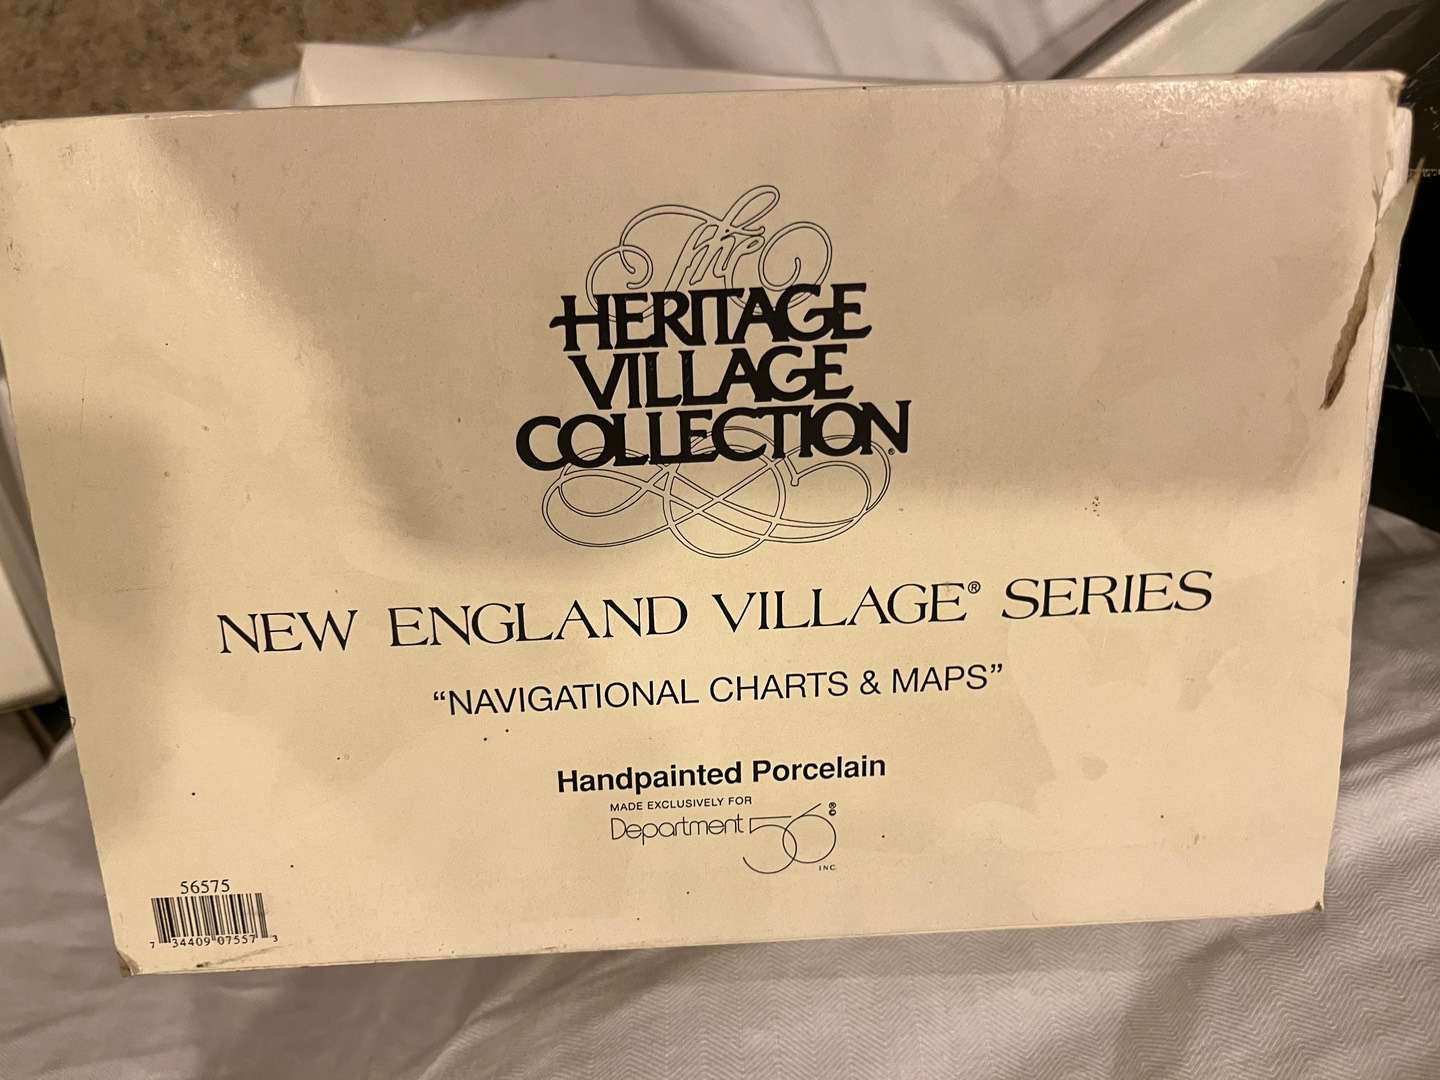 The
HERITAGE
VILLAGE
COLLECTION®
NEW ENGLAND VILLAGE® SERIES
“NAVIGATIONAL CHARTS & MAPS”
Handpainted Porcelain
MADE EXCLUSIVELY FOR
Department 56®©
INC.
56575
7 34409 07557 3